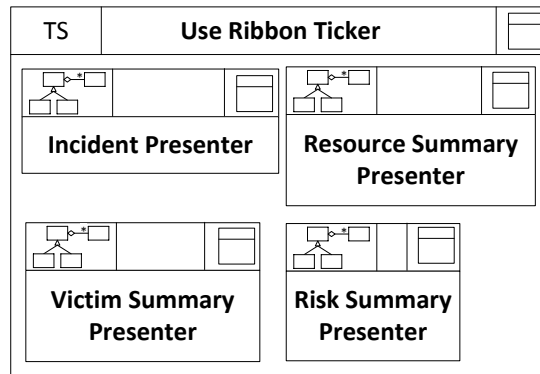 TS
Use Ribbon Ticker
*
*
Incident Presenter
Resource Summary
Presenter
*
*
Victim Summary
Presenter
Risk Summary
Presenter